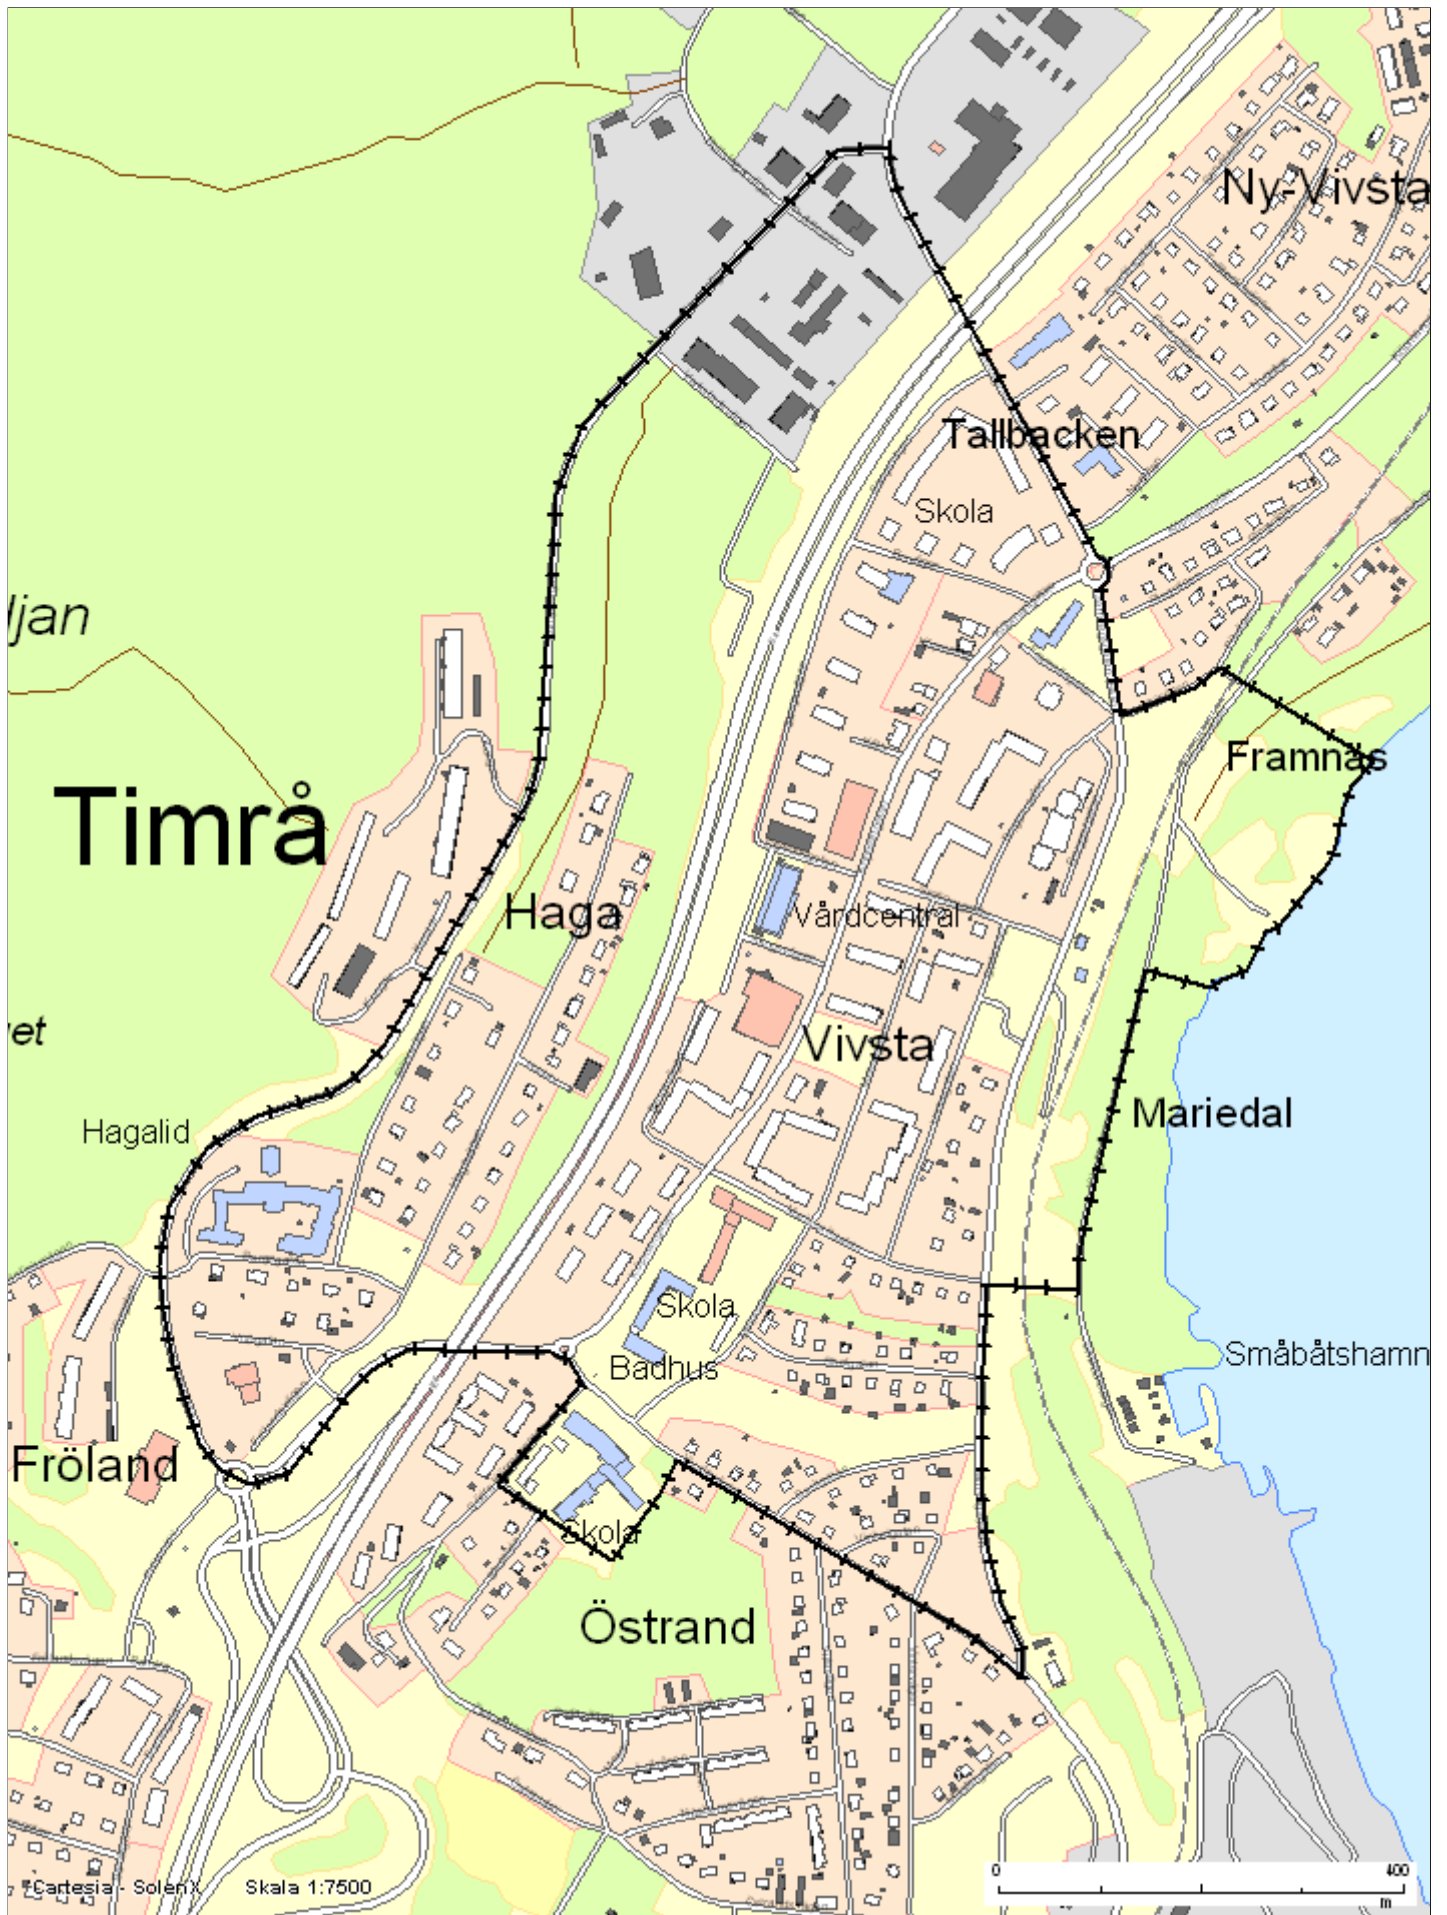 Ny-Vivsta
Tallbacken
Skola
djan
Framnäs
Timrå
Haga
Vårdcentral
et
Vivsta
Mariedal
Hagalid
Skola
Småbåtshamn
Badhus
Fröland
Skola
Östrand
0 400
m
Cartesia - SolenX Skala 1:7500